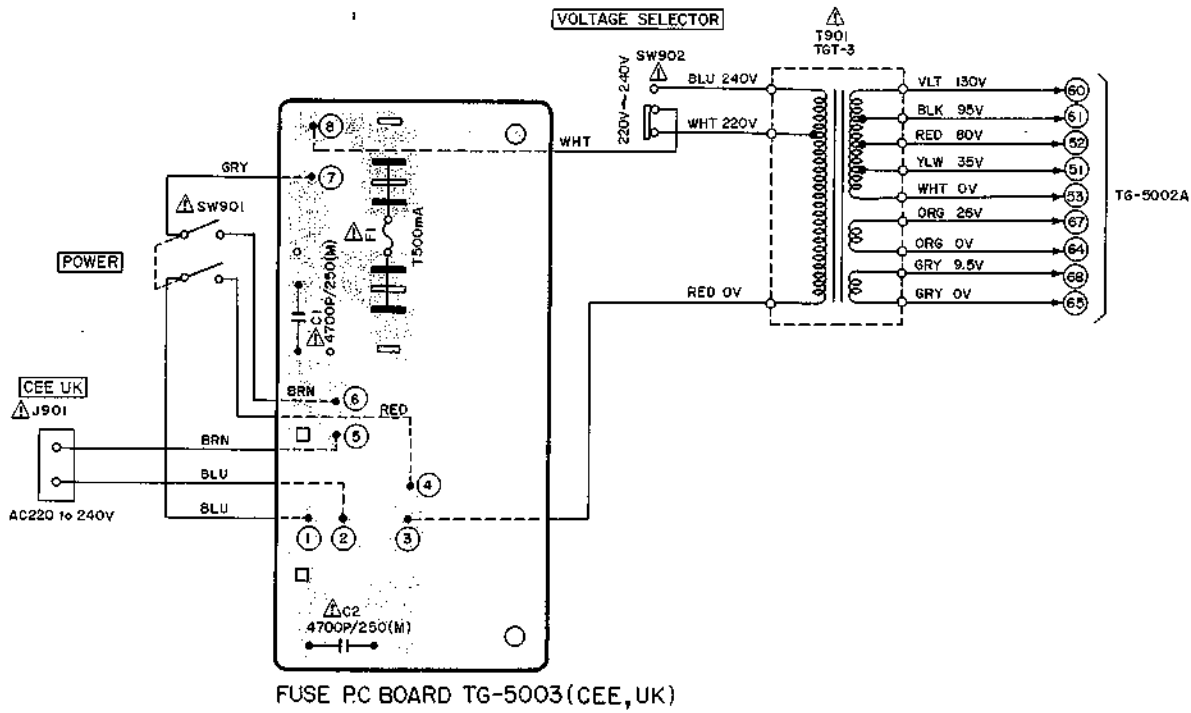 VOLTAGE SELECTOR
T901
TGT-3
SW902
220V~240V
BLU 240V
WHT 220V
RED 0V
VLT 130V
BLK 95V
RED 80V
YLW 35V
WHT 0V
ORG 26V
ORG 0V
GRY 9.5V
GRY 0V
60
61
52
51
53
67
64
68
65
TG-5002A
WHT
8
GRY
7
SW901
POWER
F1
T500mA
C1
4700P/250(M)
CEE UK
J901
BRN
6
RED
BRN
5
BLU
4
AC220 to 240V
BLU
1
2
3
C2
4700P/250(M)
FUSE P.C BOARD TG-5003(CEE,UK)